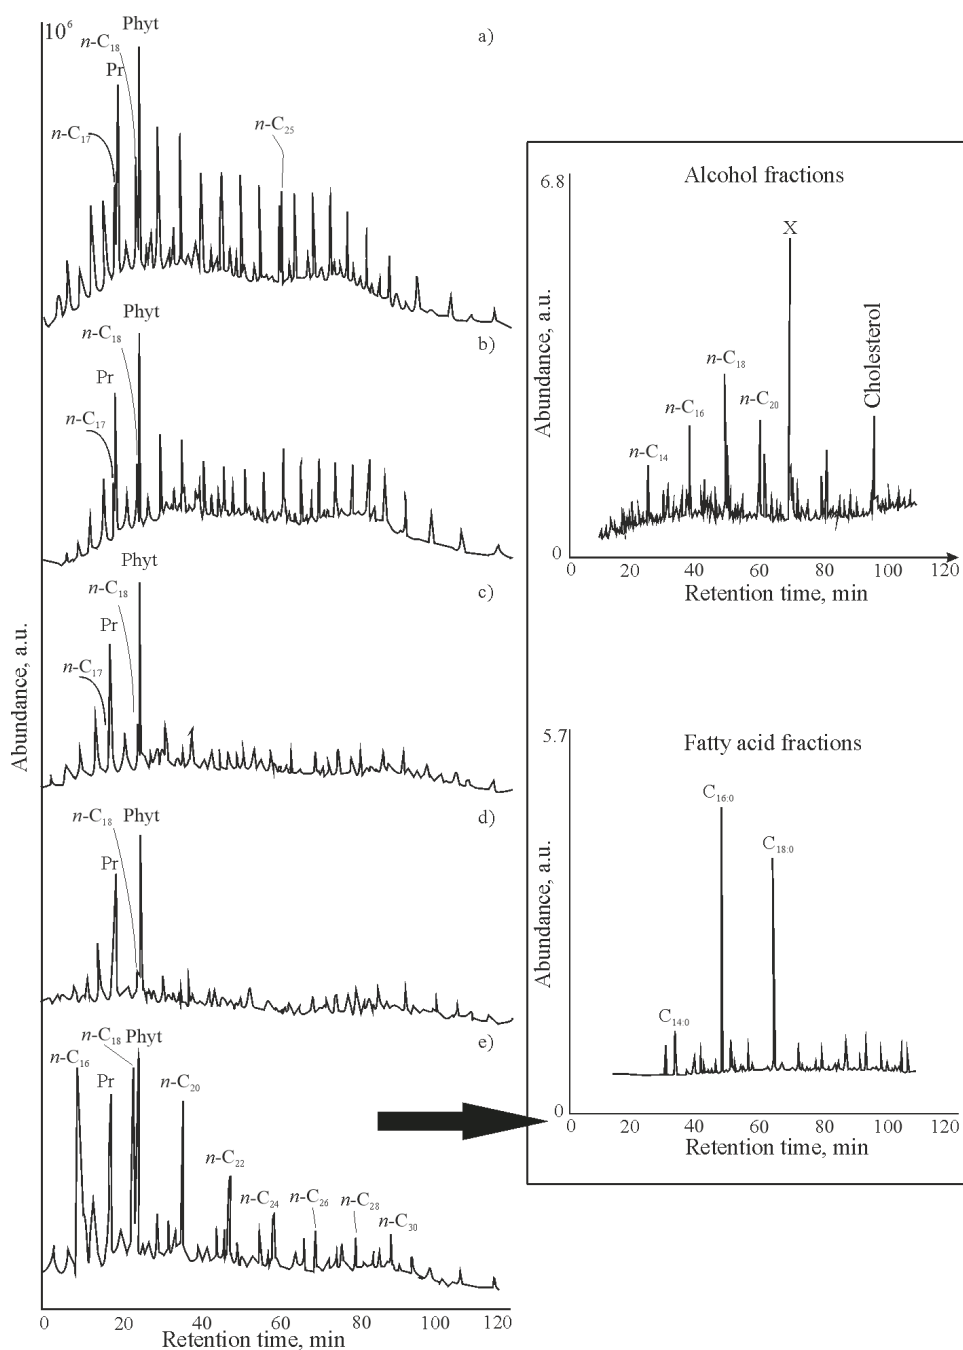 10⁶
Phyt
a)
n-C₁₈
Pr
n-C₁₇
n-C₂₅
Phyt
n-C₁₈
b)
Pr
n-C₁₇
Phyt
n-C₁₈
c)
Pr
n-C₁₇
Abundance, a.u.
n-C₁₈ Phyt
d)
Pr
n-C₁₈ Phyt
e)
n-C₁₆
Pr
n-C₂₀
n-C₂₂
n-C₂₄
n-C₂₆
n-C₂₈
n-C₃₀
0 20 40 60 80 100 120
Retention time, min
6.8
Alcohol fractions
X
Abundance, a.u.
n-C₁₈
n-C₁₆
n-C₂₀
n-C₁₄
Cholesterol
0
0 20 40 60 80 100 120
Retention time, min
5.7
Fatty acid fractions
C₁₆:₀
C₁₈:₀
Abundance, a.u.
C₁₄:₀
0
0 20 40 60 80 100 120
Retention time, min